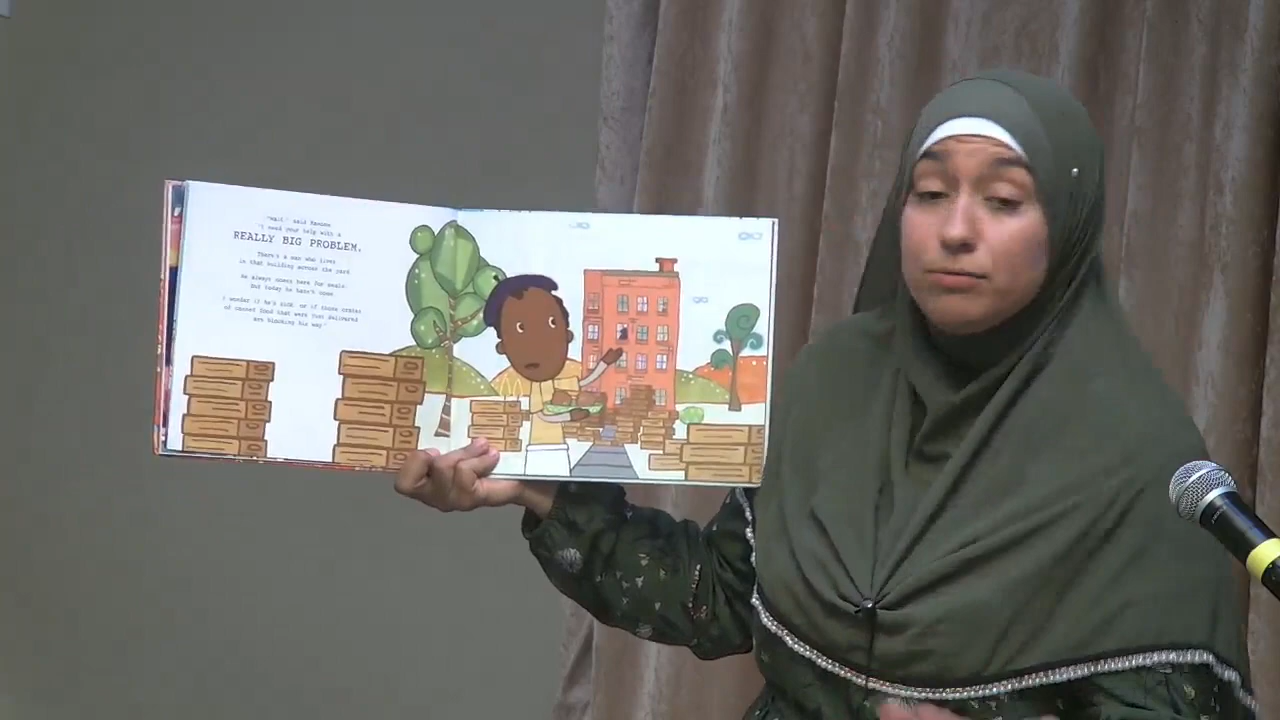 "Wait," said Kareem
"I need your help with a
REALLY BIG PROBLEM.
There's a man who lives
in that building across the yard
He always comes here for meals
But today he hasn't come
I wonder if he's sick or if those crates
of canned food that were just delivered
are blocking his way"